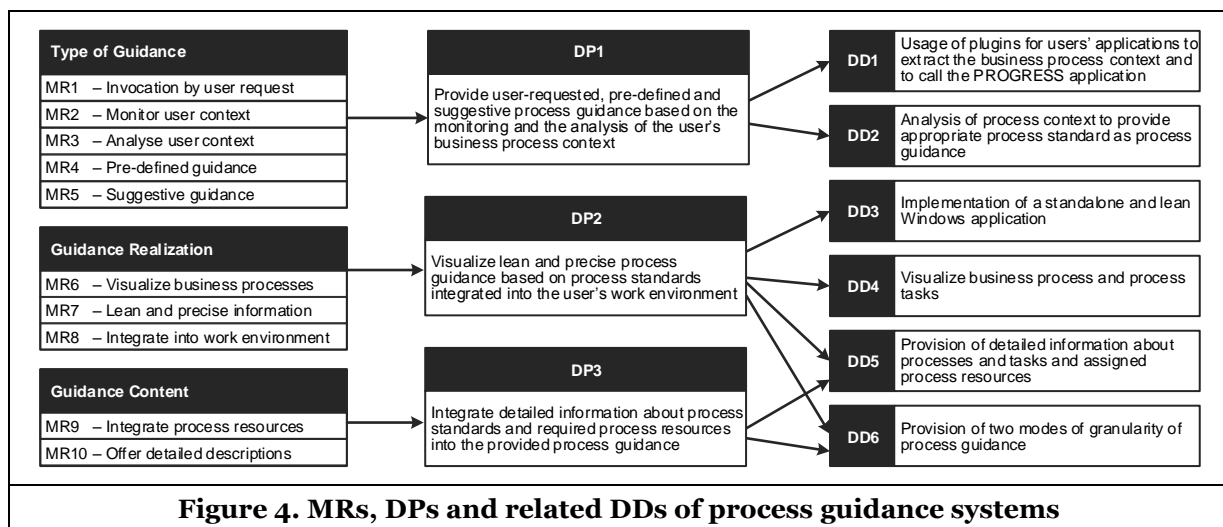 Type of Guidance
MR1 – Invocation by user request
MR2 – Monitor user context
MR3 – Analyse user context
MR4 – Pre-defined guidance
MR5 – Suggestive guidance
Guidance Realization
MR6 – Visualize business processes
MR7 – Lean and precise information
MR8 – Integrate into work environment
Guidance Content
MR9 – Integrate process resources
MR10 – Offer detailed descriptions
DP1
Provide user-requested, pre-defined and
suggestive process guidance based on the
monitoring and the analysis of the user's
business process context
DP2
Visualize lean and precise process
guidance based on process standards
integrated into the user's work environment
DP3
Integrate detailed information about process
standards and required process resources
into the provided process guidance
DD1
Usage of plugins for users' applications to
extract the business process context and
to call the PROGRESS application
DD2
Analysis of process context to provide
appropriate process standard as process
guidance
DD3
Implementation of a standalone and lean
Windows application
DD4
Visualize business process and process
tasks
DD5
Provision of detailed information about
processes and tasks and assigned
process resources
DD6
Provision of two modes of granularity of
process guidance
Figure 4. MRs, DPs and related DDs of process guidance systems